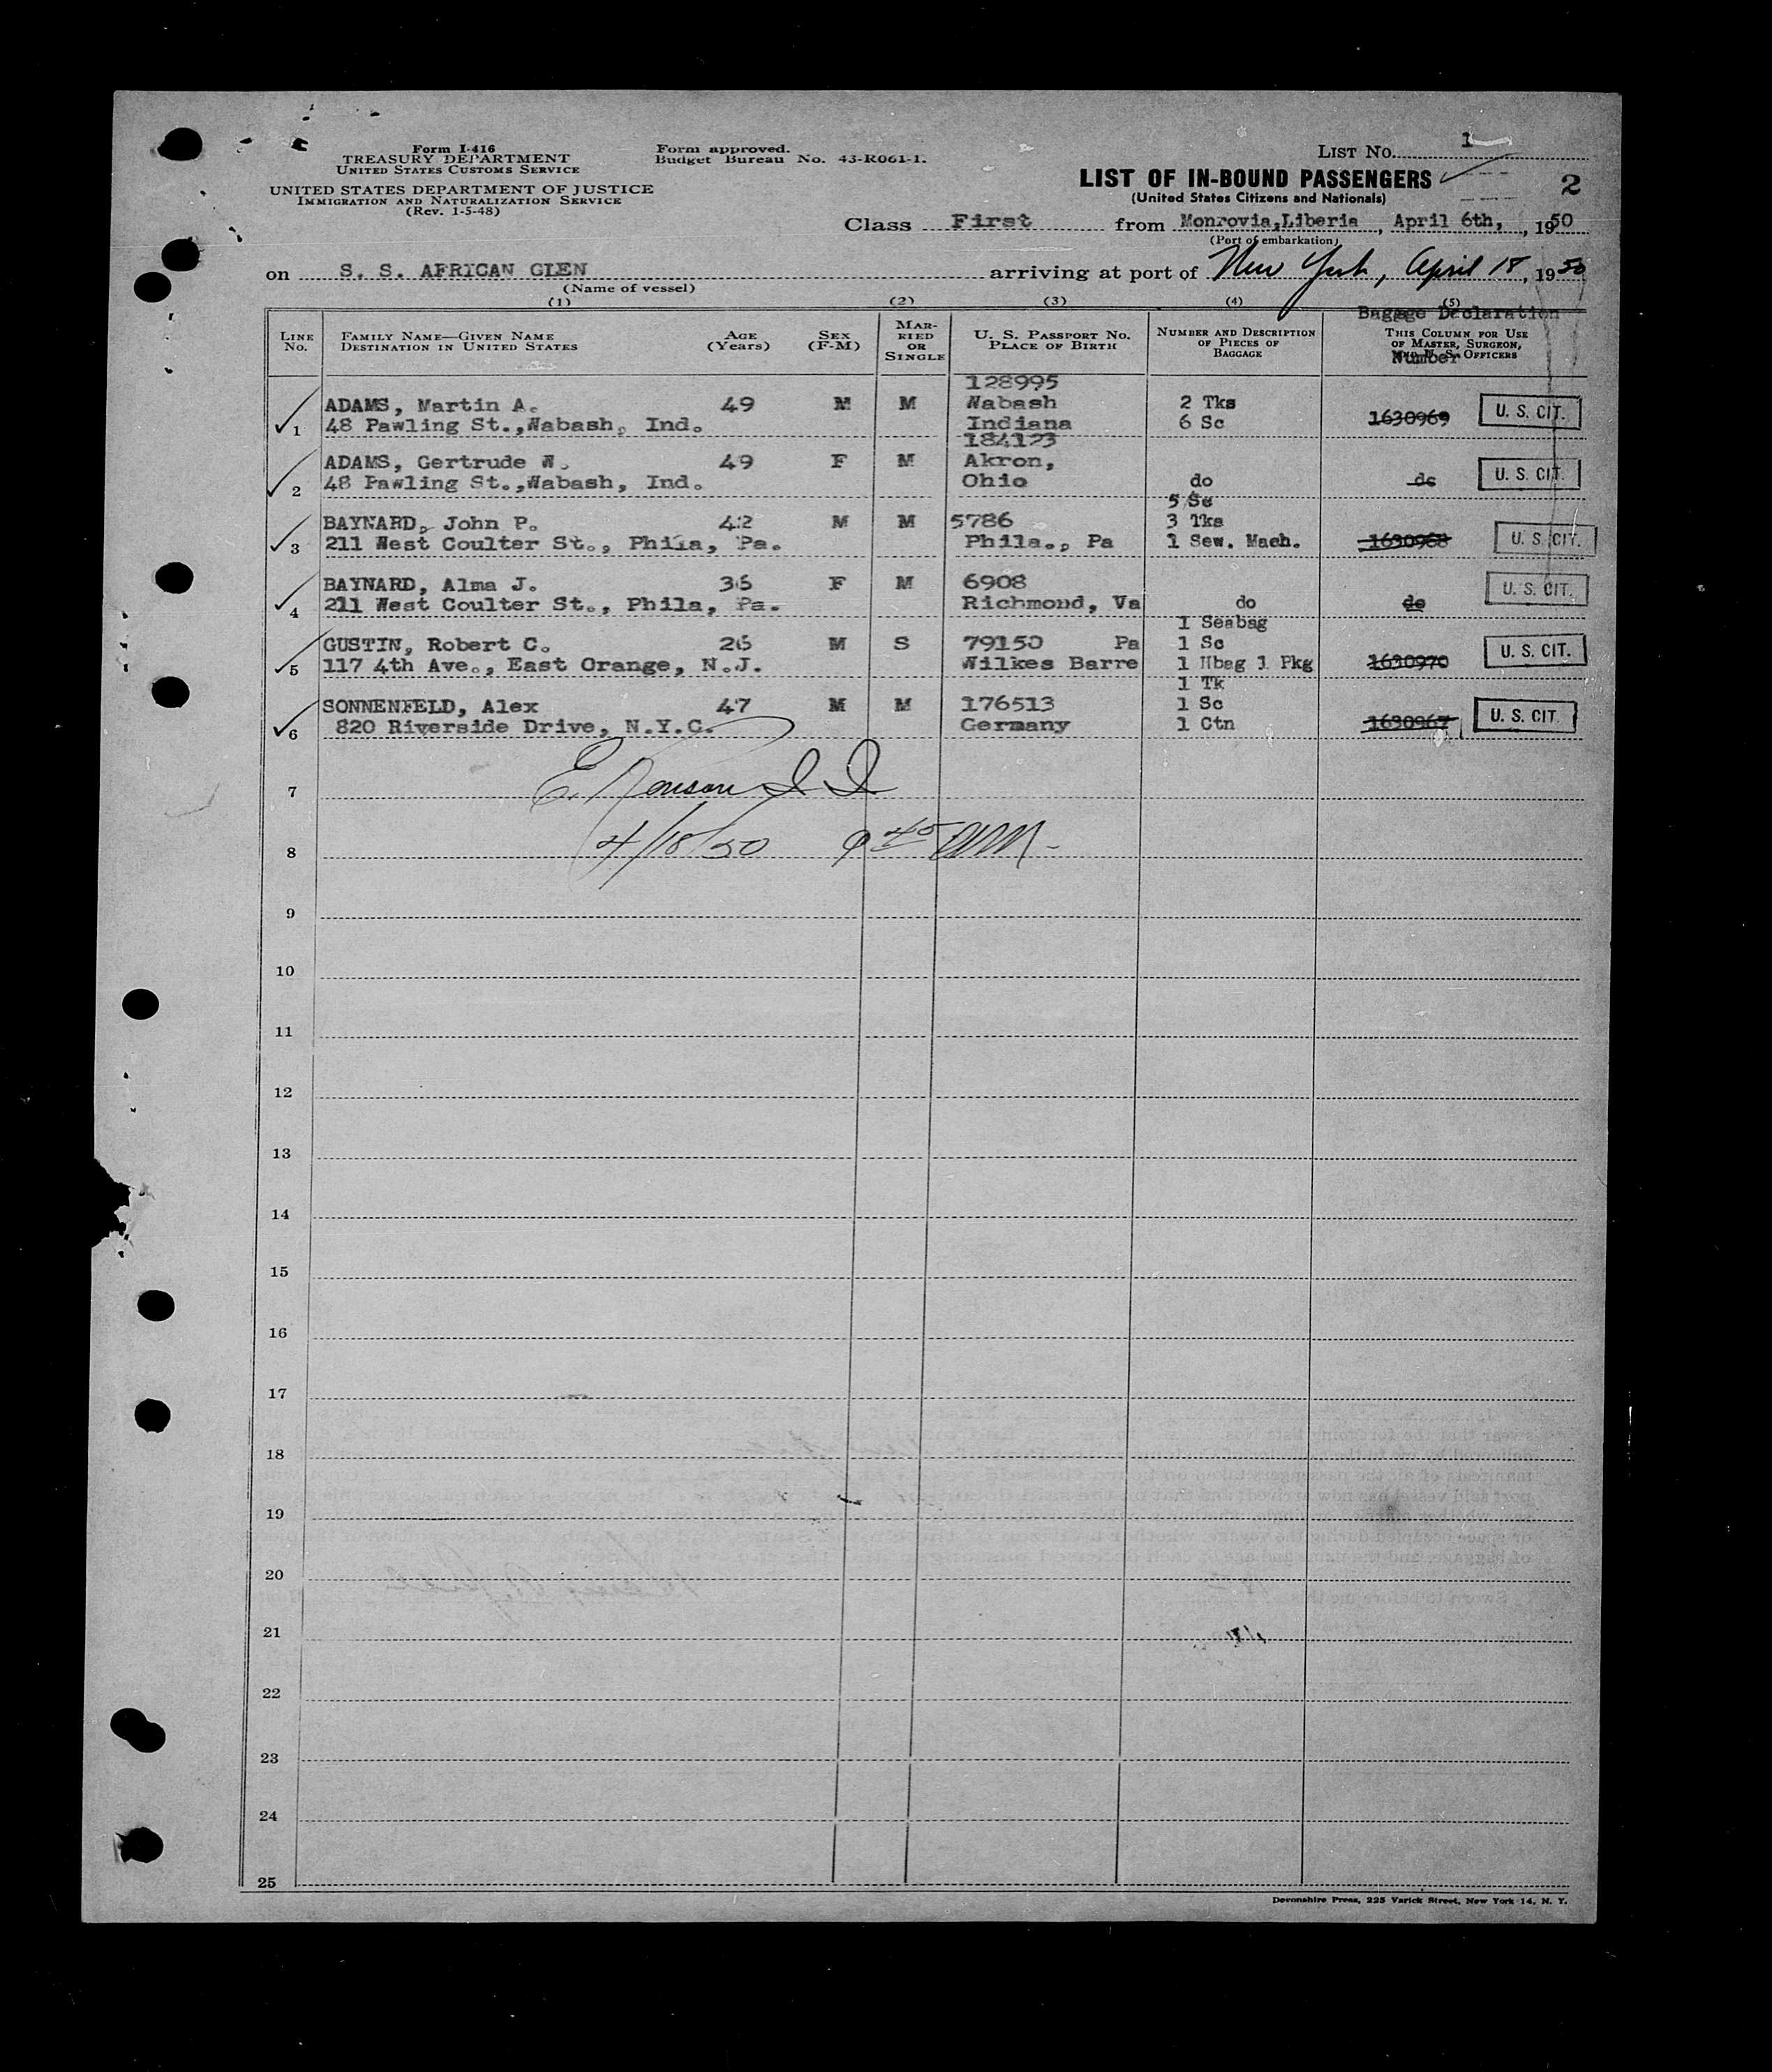 Form I-416
TREASURY DEPARTMENT
UNITED STATES CUSTOMS SERVICE
UNITED STATES DEPARTMENT OF JUSTICE
IMMIGRATION AND NATURALIZATION SERVICE
(Rev. 1-5-48)
Form approved.
Budget Bureau No. 43-R061-1.
LIST NO. 1
LIST OF IN-BOUND PASSENGERS
(United States Citizens and Nationals)
2
Class First from Monrovia,Liberia, April 6th, , 1950
(Port of embarkation)
on S. S. AFRICAN GLEN arriving at port of New York, April 18, 1950
(Name of vessel)
(1) (2) (3) (4) (5)
Baggage Declaration
Number
LINE No. FAMILY NAME—GIVEN NAME DESTINATION IN UNITED STATES AGE (Years) SEX (F-M) MARRIED OR SINGLE U. S. PASSPORT NO. PLACE OF BIRTH NUMBER AND DESCRIPTION OF PIECES OF BAGGAGE THIS COLUMN FOR USE OF MASTER, SURGEON, AND U. S. OFFICERS
128995
ADAMS, Martin A. 49 M M Wabash 2 Tks
1 48 Pawling St.,Wabash, Ind. Indiana 6 Sc 1630969 U. S. CIT.
184123
ADAMS, Gertrude W. 49 F M Akron,
2 48 Pawling St.,Wabash, Ind. Ohio do do U. S. CIT.
5 Sc
BAYNARD, John P. 42 M M 5786 3 Tks
3 211 West Coulter St., Phila, Pa. Phila., Pa 1 Sew. Mach. 1630968 U. S. CIT.
BAYNARD, Alma J. 36 F M 6908
4 211 West Coulter St., Phila, Pa. Richmond, Va do do U. S. CIT.
1 Seabag
GUSTIN, Robert C. 26 M S 79150 Pa 1 Sc
5 117 4th Ave., East Orange, N.J. Wilkes Barre 1 Hbag 1 Pkg 1630970 U. S. CIT.
1 Tk
SONNENFELD, Alex 47 M M 176513 1 Sc
6 820 Riverside Drive, N.Y.C. Germany 1 Ctn 1630967 U. S. CIT.
7
4/18/50 9 45 AM
8
9
10
11
12
13
14
15
16
17
18
19
20
21
22
23
24
25
Devonshire Press, 225 Varick Street, New York 14, N. Y.